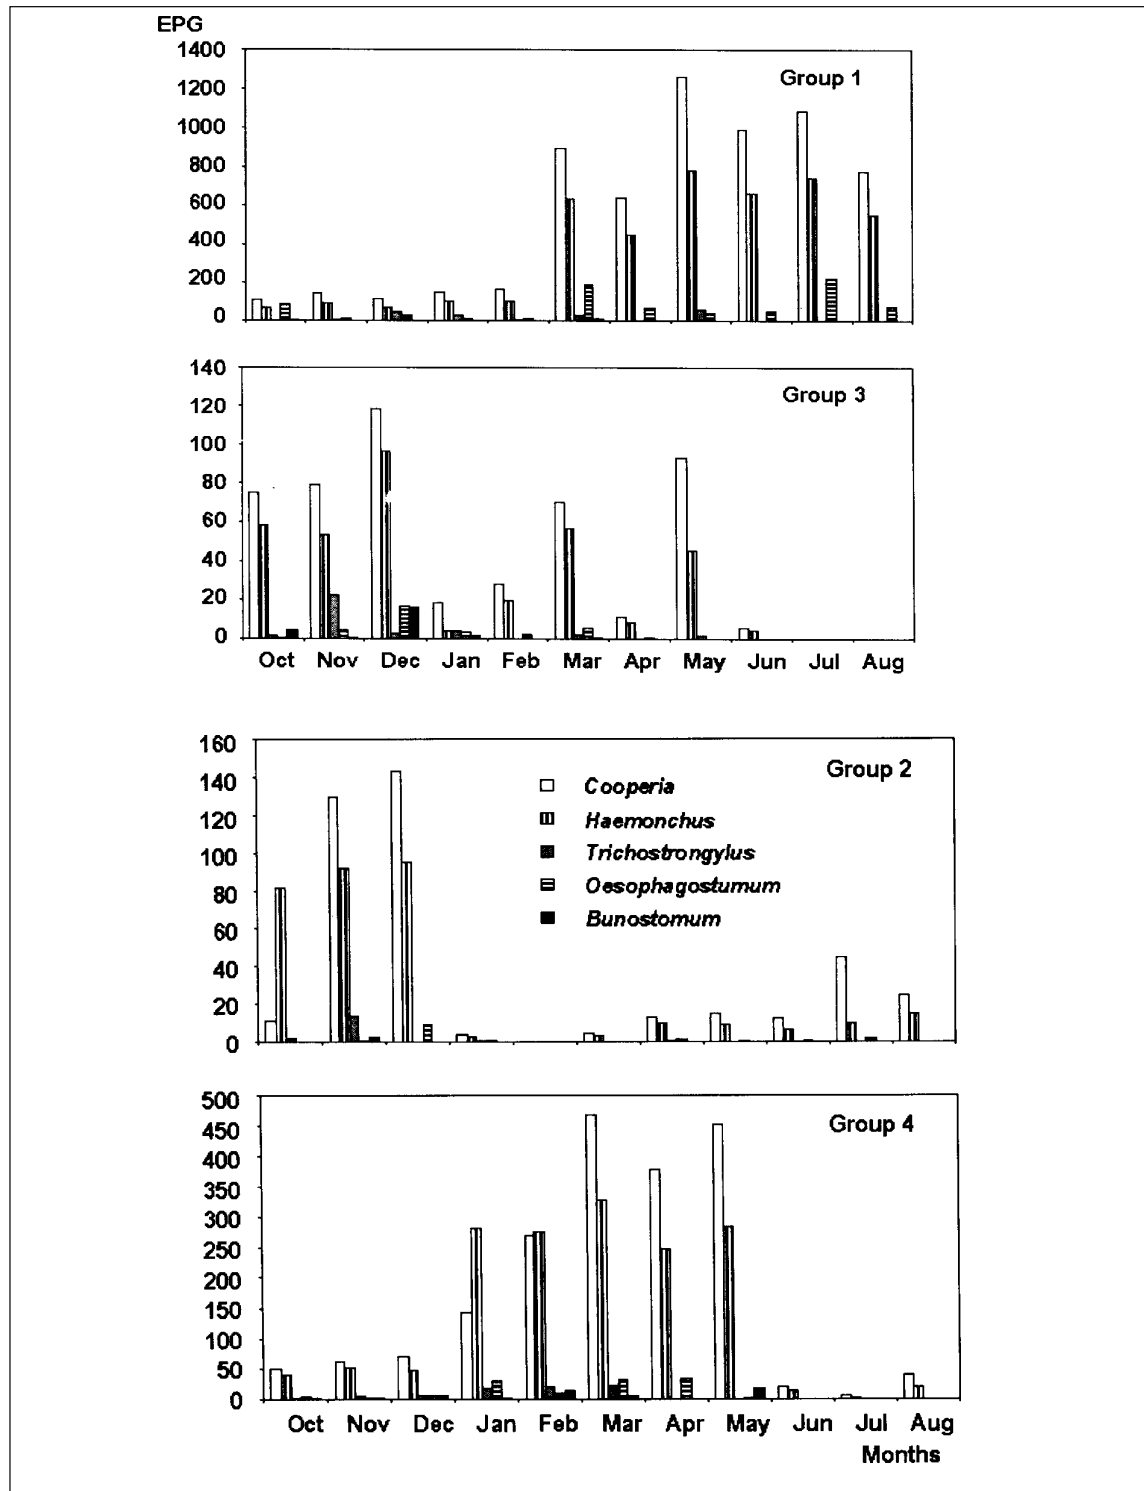 EPG
1400
Group 1
1200
1000
800
600
400
200
0
140
Group 3
120
100
80
60
40
20
0
Oct Nov Dec Jan Feb Mar Apr May Jun Jul Aug
160
Group 2
140
120
100
80
60
40
20
0
Cooperia
Haemonchus
Trichostrongylus
Oesophagostumum
Bunostomum
500
Group 4
450
400
350
300
250
200
150
100
50
0
Oct Nov Dec Jan Feb Mar Apr May Jun Jul Aug
Months